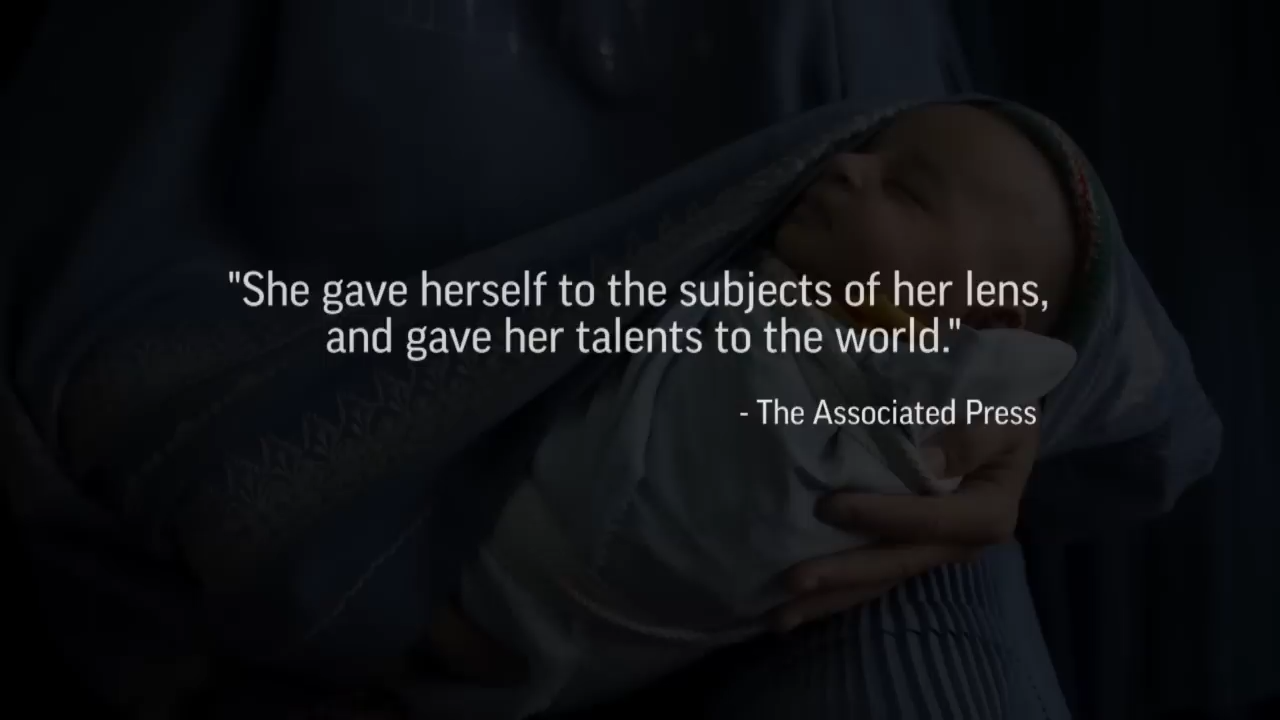 "She gave herself to the subjects of her lens,
and gave her talents to the world."
- The Associated Press